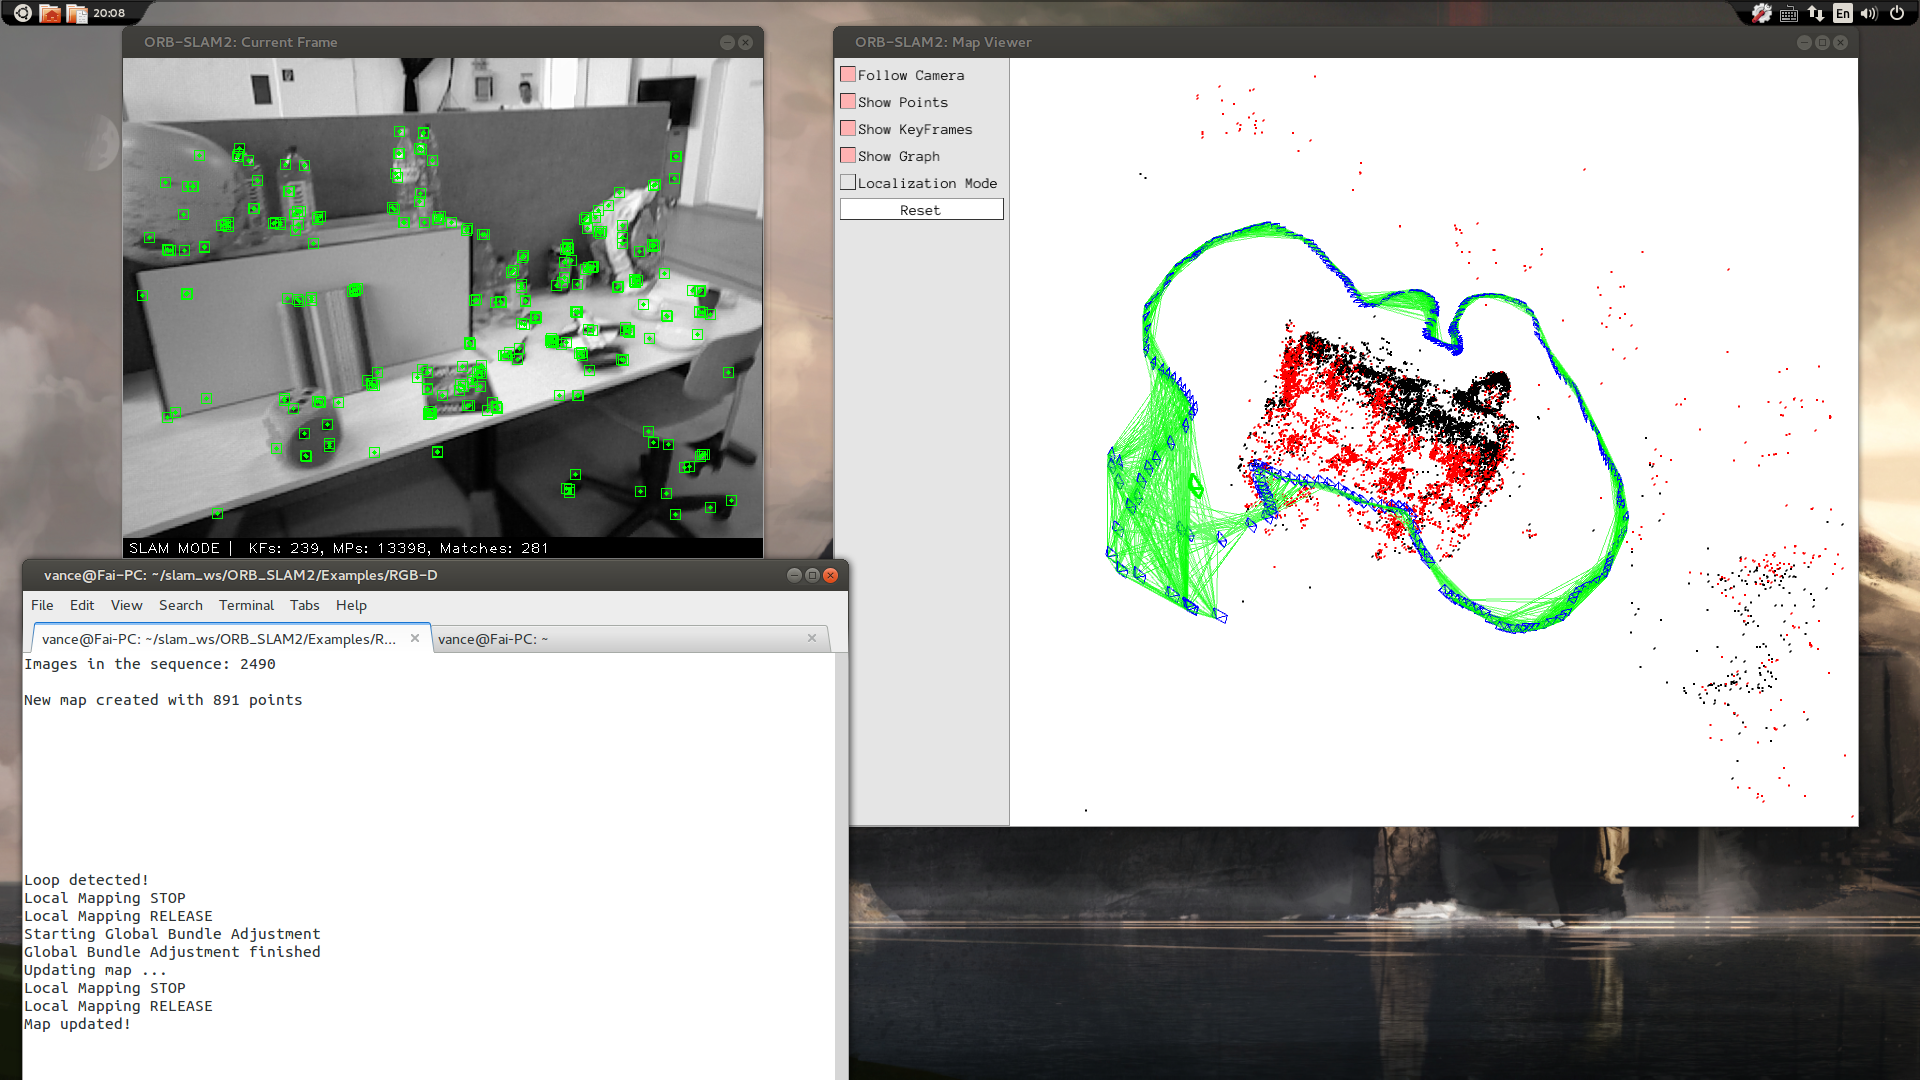 20:08
En
ORB-SLAM2: Current Frame
SLAM MODE |  KFs: 239, MPs: 13398, Matches: 281
ORB-SLAM2: Map Viewer
Follow Camera
Show Points
Show KeyFrames
Show Graph
Localization Mode
Reset
vance@Fai-PC: ~/slam_ws/ORB_SLAM2/Examples/RGB-D
File Edit View Search Terminal Tabs Help
vance@Fai-PC: ~/slam_ws/ORB_SLAM2/Examples/R... vance@Fai-PC: ~
Images in the sequence: 2490
New map created with 891 points
Loop detected!
Local Mapping STOP
Local Mapping RELEASE
Starting Global Bundle Adjustment
Global Bundle Adjustment finished
Updating map ...
Local Mapping STOP
Local Mapping RELEASE
Map updated!